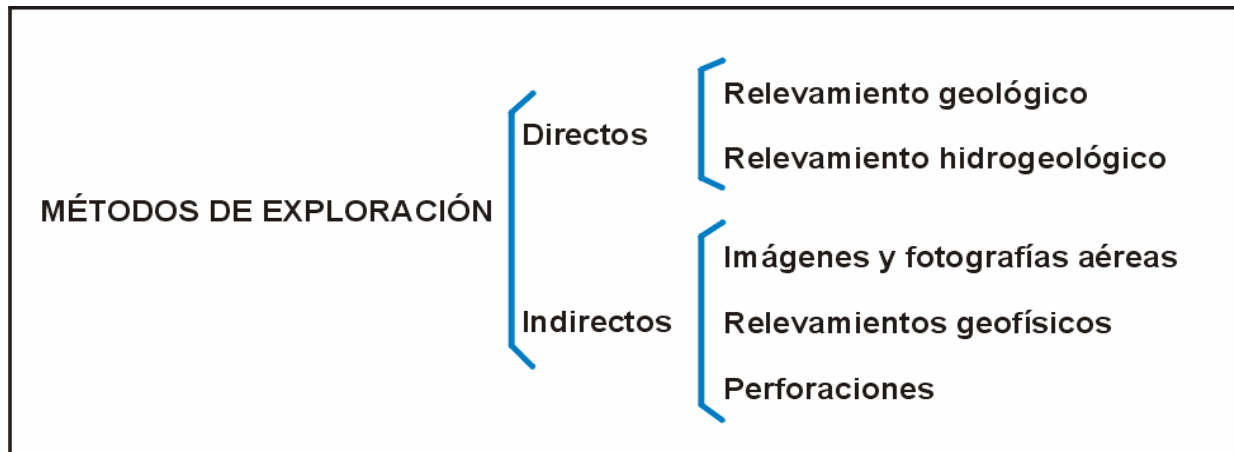 MÉTODOS DE EXPLORACIÓN
Directos
Relevamiento geológico
Relevamiento hidrogeológico
Indirectos
Imágenes y fotografías aéreas
Relevamientos geofísicos
Perforaciones